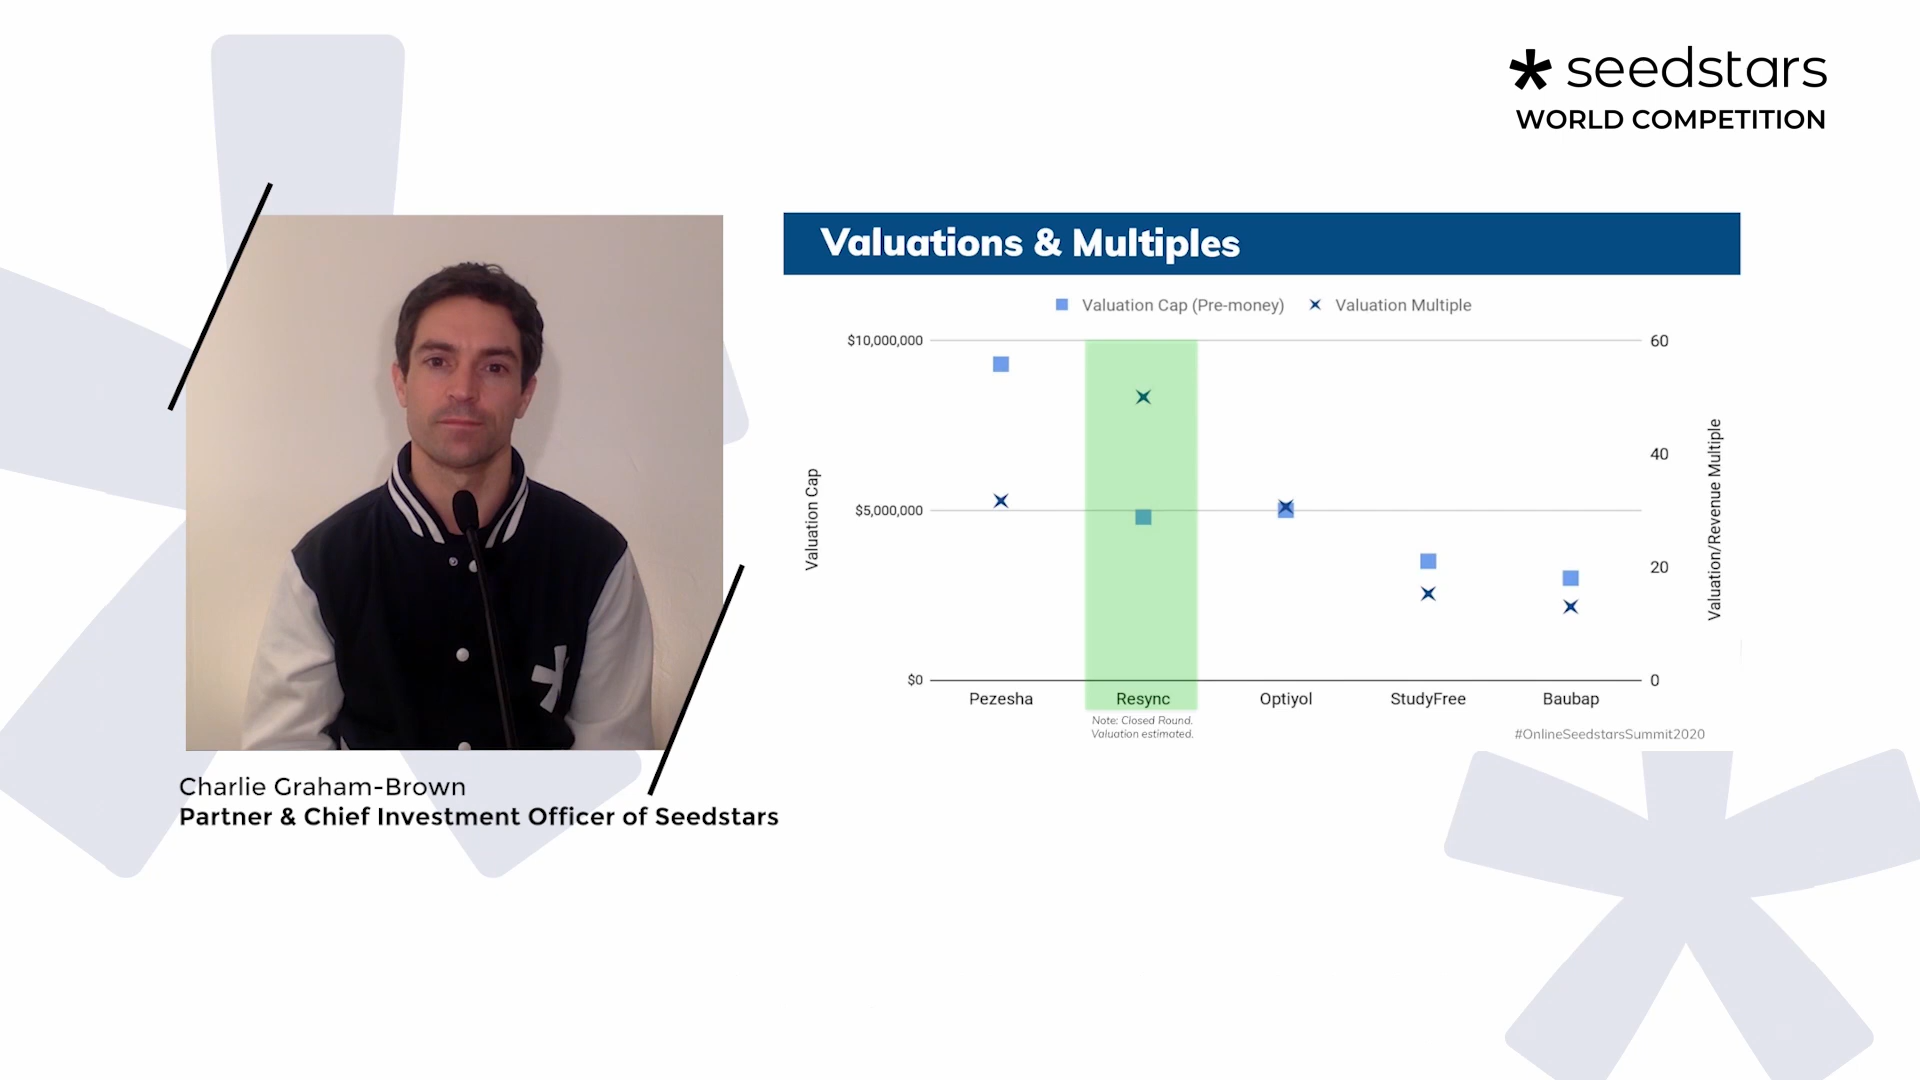 seedstars
WORLD COMPETITION
Valuations & Multiples
Valuation Cap (Pre-money)
Valuation Multiple
$10,000,000
$5,000,000
$0
Valuation Cap
60
40
20
0
Valuation/Revenue Multiple
Pezesha
Resync
Optiyol
StudyFree
Baubap
Note: Closed Round.
Valuation estimated.
#OnlineSeedstarsSummit2020
Charlie Graham-Brown
Partner & Chief Investment Officer of Seedstars